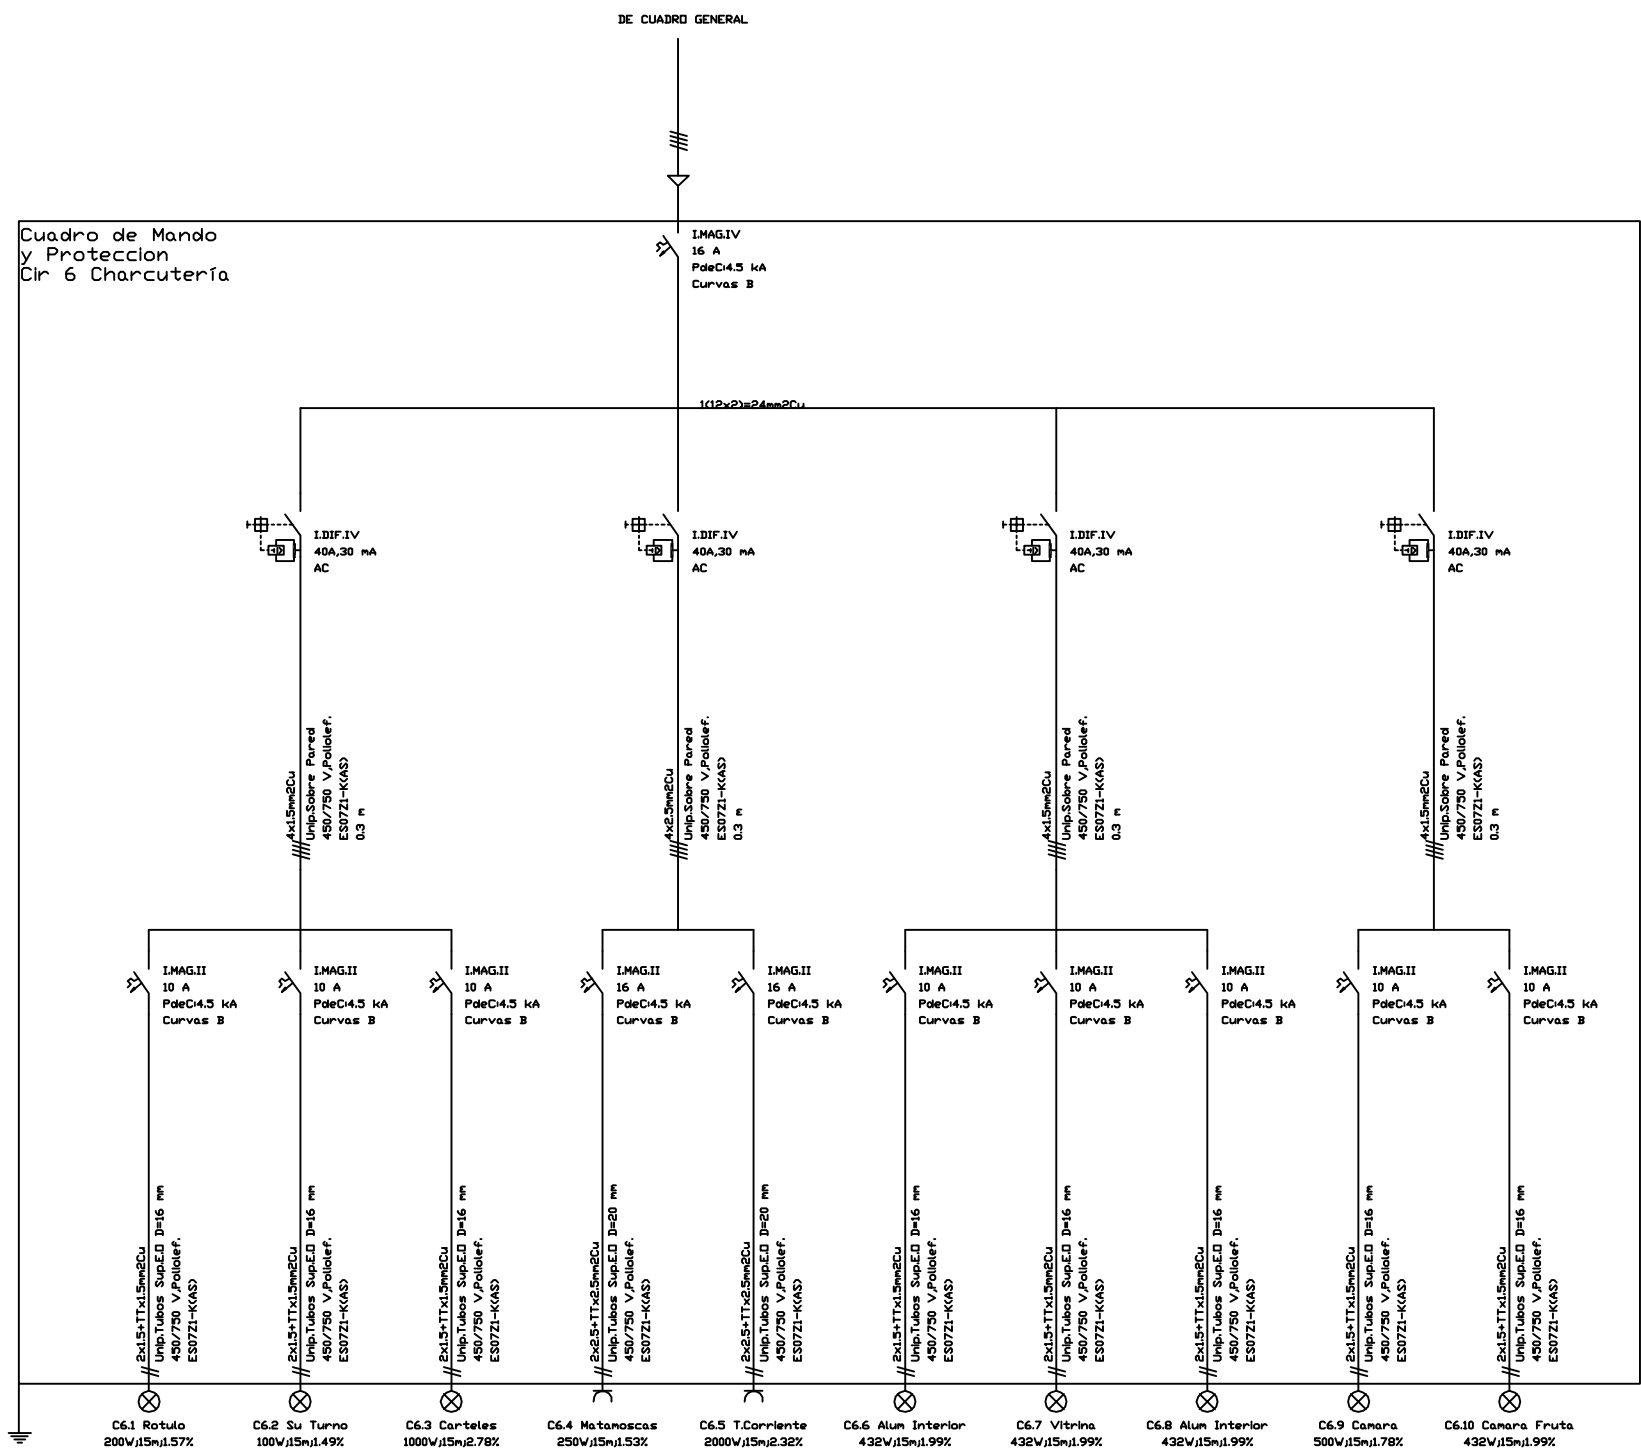 DE CUADRO GENERAL
Cuadro de Mando
y Proteccion
Cir 6 Charcutería
I.MAG.IV
16 A
PdeC:4.5 kA
Curvas B
1(12x2)=24mm2Cu
I.DIF.IV
40A,30 mA
AC
I.DIF.IV
40A,30 mA
AC
I.DIF.IV
40A,30 mA
AC
I.DIF.IV
40A,30 mA
AC
4x1.5mm2Cu
Unip.Sobre Pared
450/750 V,Poliolef.
ES07Z1-K(AS)
0.3 m
4x2.5mm2Cu
Unip.Sobre Pared
450/750 V,Poliolef.
ES07Z1-K(AS)
0.3 m
4x1.5mm2Cu
Unip.Sobre Pared
450/750 V,Poliolef.
ES07Z1-K(AS)
0.3 m
4x1.5mm2Cu
Unip.Sobre Pared
450/750 V,Poliolef.
ES07Z1-K(AS)
0.3 m
I.MAG.II
10 A
PdeC:4.5 kA
Curvas B
I.MAG.II
10 A
PdeC:4.5 kA
Curvas B
I.MAG.II
10 A
PdeC:4.5 kA
Curvas B
I.MAG.II
16 A
PdeC:4.5 kA
Curvas B
I.MAG.II
16 A
PdeC:4.5 kA
Curvas B
I.MAG.II
10 A
PdeC:4.5 kA
Curvas B
I.MAG.II
10 A
PdeC:4.5 kA
Curvas B
I.MAG.II
10 A
PdeC:4.5 kA
Curvas B
I.MAG.II
10 A
PdeC:4.5 kA
Curvas B
I.MAG.II
10 A
PdeC:4.5 kA
Curvas B
2x1.5+TTx1.5mm2Cu
Unip.Tubos Sup.E.O D=16 mm
450/750 V,Poliolef.
ES07Z1-K(AS)
2x1.5+TTx1.5mm2Cu
Unip.Tubos Sup.E.O D=16 mm
450/750 V,Poliolef.
ES07Z1-K(AS)
2x1.5+TTx1.5mm2Cu
Unip.Tubos Sup.E.O D=16 mm
450/750 V,Poliolef.
ES07Z1-K(AS)
2x2.5+TTx2.5mm2Cu
Unip.Tubos Sup.E.O D=20 mm
450/750 V,Poliolef.
ES07Z1-K(AS)
2x2.5+TTx2.5mm2Cu
Unip.Tubos Sup.E.O D=20 mm
450/750 V,Poliolef.
ES07Z1-K(AS)
2x1.5+TTx1.5mm2Cu
Unip.Tubos Sup.E.O D=16 mm
450/750 V,Poliolef.
ES07Z1-K(AS)
2x1.5+TTx1.5mm2Cu
Unip.Tubos Sup.E.O D=16 mm
450/750 V,Poliolef.
ES07Z1-K(AS)
2x1.5+TTx1.5mm2Cu
Unip.Tubos Sup.E.O D=16 mm
450/750 V,Poliolef.
ES07Z1-K(AS)
2x1.5+TTx1.5mm2Cu
Unip.Tubos Sup.E.O D=16 mm
450/750 V,Poliolef.
ES07Z1-K(AS)
2x1.5+TTx1.5mm2Cu
Unip.Tubos Sup.E.O D=16 mm
450/750 V,Poliolef.
ES07Z1-K(AS)
C6.1 Rotulo
200W;15m;1.57%
C6.2 Su Turno
100W;15m;1.49%
C6.3 Carteles
1000W;15m;2.78%
C6.4 Matamoscas
250W;15m;1.53%
C6.5 T.Corriente
2000W;15m;2.32%
C6.6 Alum Interior
432W;15m;1.99%
C6.7 Vitrina
432W;15m;1.99%
C6.8 Alum Interior
432W;15m;1.99%
C6.9 Camara
500W;15m;1.78%
C6.10 Camara Fruta
432W;15m;1.99%